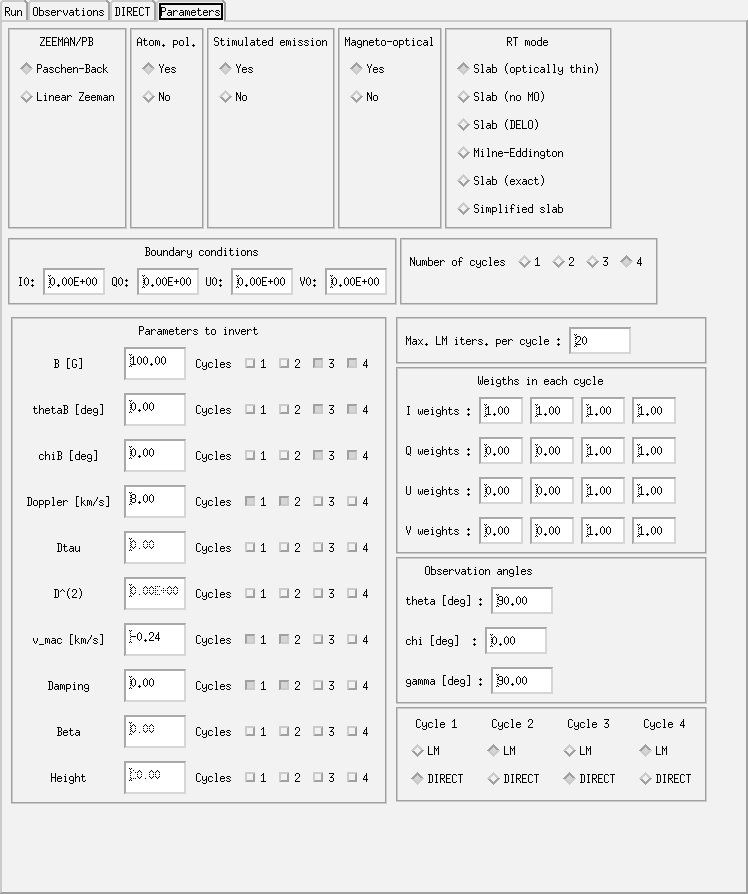 Run Observations DIRECT Parameters
ZEEMAN/PB Atom. pol. Stimulated emission Magneto-optical RT mode
Paschen-Back Yes Yes Yes Slab (optically thin)
Linear Zeeman No No No Slab (no MO)
Slab (DELO)
Milne-Eddington
Slab (exact)
Simplified slab
Boundary conditions
I0: 0.00E+00 Q0: 0.00E+00 U0: 0.00E+00 V0: 0.00E+00
Number of cycles 1 2 3 4
Parameters to invert
B [G] 100.00 Cycles 1 2 3 4
thetaB [deg] 0.00 Cycles 1 2 3 4
chiB [deg] 0.00 Cycles 1 2 3 4
Doppler [km/s] 8.00 Cycles 1 2 3 4
Dtau 0.00 Cycles 1 2 3 4
D^(2) 0.00E+00 Cycles 1 2 3 4
v_mac [km/s] -0.24 Cycles 1 2 3 4
Damping 0.00 Cycles 1 2 3 4
Beta 0.00 Cycles 1 2 3 4
Height Cycles 1 2 3 4
Max. LM iters. per cycle : 20
Weigths in each cycle
I weights : 1.00 1.00 1.00 1.00
Q weights : 0.00 0.00 1.00 1.00
U weights : 0.00 0.00 1.00 1.00
V weights : 0.00 0.00 1.00 1.00
Observation angles
theta [deg] : 90.00
chi [deg] : 0.00
gamma [deg] : 90.00
Cycle 1 Cycle 2 Cycle 3 Cycle 4
LM LM LM LM
DIRECT DIRECT DIRECT DIRECT